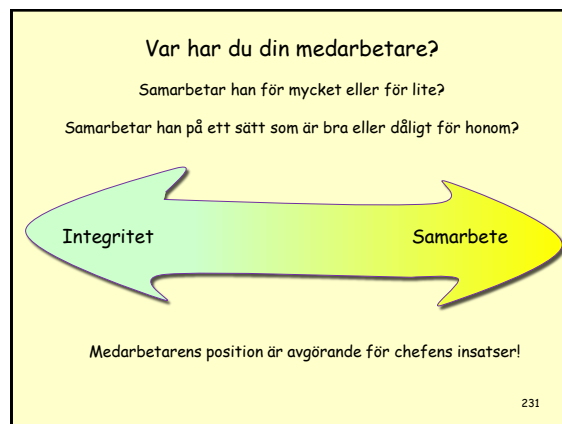 Var har du din medarbetare?
Samarbetar han för mycket eller för lite?
Samarbetar han på ett sätt som är bra eller dåligt för honom?
Integritet
Samarbete
Medarbetarens position är avgörande för chefens insatser!
231